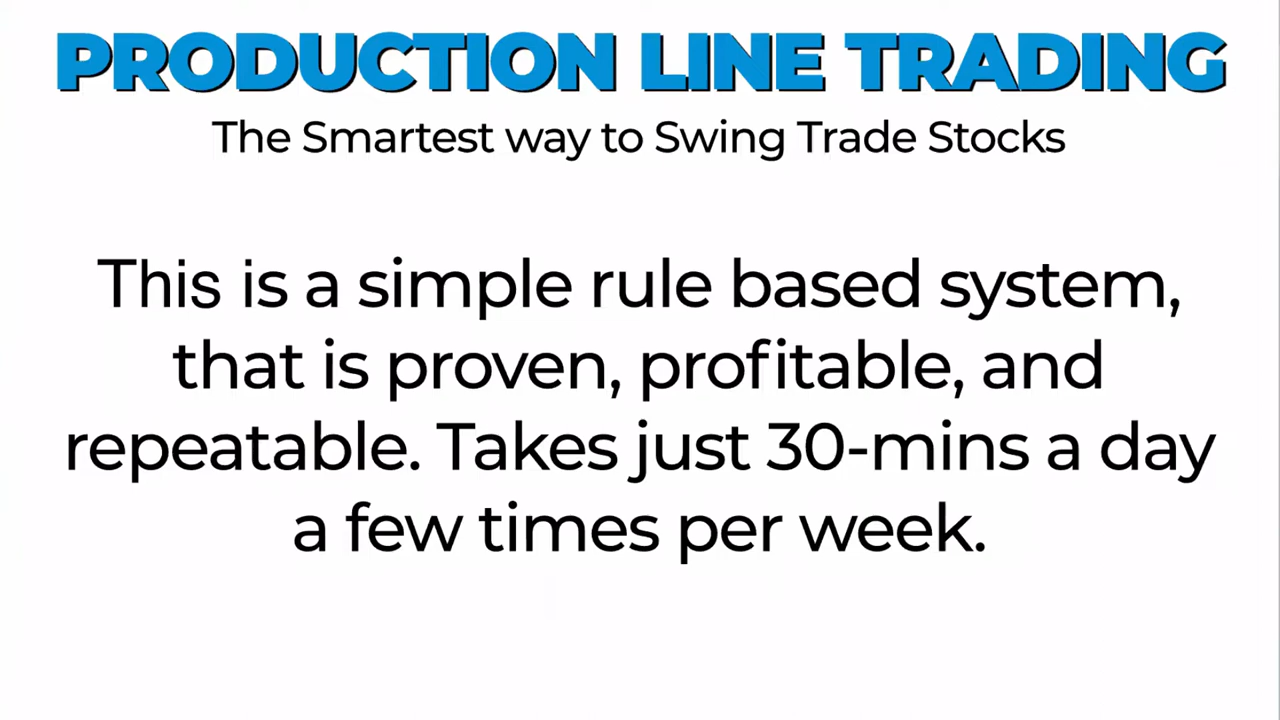 PRODUCTION LINE TRADING
The Smartest way to Swing Trade Stocks
This is a simple rule based system,
that is proven, profitable, and
repeatable. Takes just 30-mins a day
a few times per week.